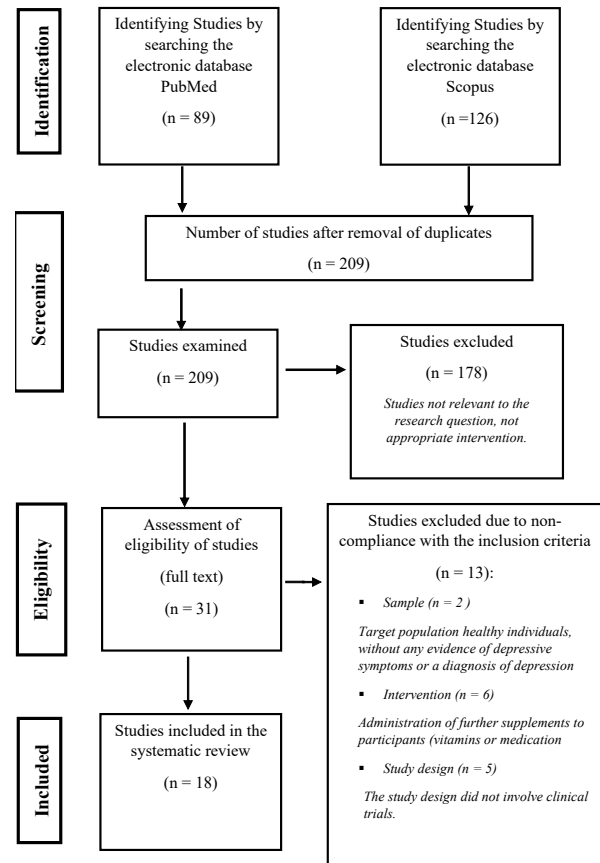 Identification
Identifying Studies by
searching the
electronic database
PubMed
(n = 89)
Identifying Studies by
searching the
electronic database
Scopus
(n =126)
Screening
Number of studies after removal of duplicates
(n = 209)
Studies examined
(n = 209)
Studies excluded
(n = 178)
Studies not relevant to the
research question, not
appropriate intervention.
Eligibility
Assessment of
eligibility of studies
(full text)
(n = 31)
Studies excluded due to non-
compliance with the inclusion criteria
(n = 13):
▪ Sample (n = 2 )
Target population healthy individuals,
without any evidence of depressive
symptoms or a diagnosis of depression
▪ Intervention (n = 6)
Administration of further supplements to
participants (vitamins or medication
▪ Study design (n = 5)
The study design did not involve clinical
trials.
Included
Studies included in the
systematic review
(n = 18)